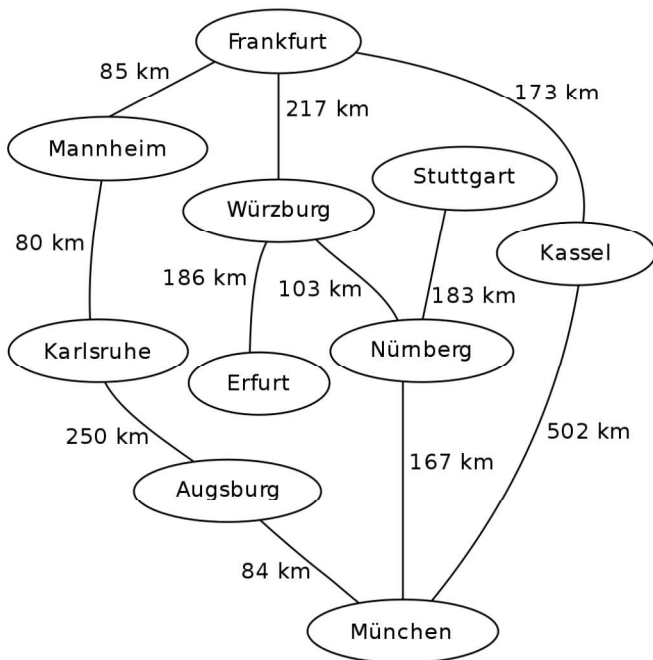 Frankfurt
85 km
173 km
217 km
Mannheim
Stuttgart
Würzburg
80 km
Kassel
186 km
103 km
183 km
Karlsruhe
Nürnberg
Erfurt
250 km
502 km
167 km
Augsburg
84 km
München